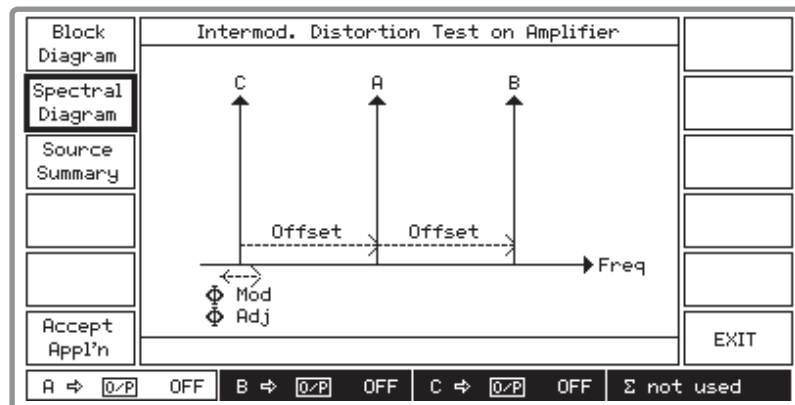 Block
Diagram
Spectral
Diagram
Source
Summary
Accept
Appl'n
Intermod. Distortion Test on Amplifier
C A B
Offset Offset
Freq
Φ Mod
Φ Adj
EXIT
A ⇨ O/P OFF B ⇨ O/P OFF C ⇨ O/P OFF Σ not used